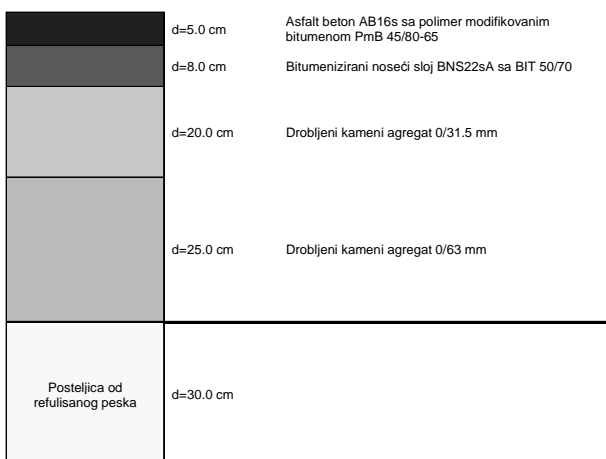 d=5.0 cm
Asfalt beton AB16s sa polimer modifikovanim
bitumenom PmB 45/80-65
d=8.0 cm
Bitumenizirani noseći sloj BNS22sA sa BIT 50/70
d=20.0 cm
Drobljeni kameni agregat 0/31.5 mm
d=25.0 cm
Drobljeni kameni agregat 0/63 mm
Posteljica od
refulisanog peska
d=30.0 cm